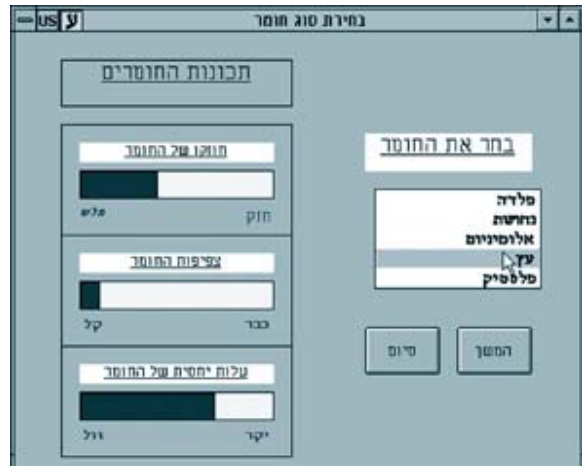 US ע בחירת סוג חומר
תכונות החומרים
חוזקו של החומר
חלש חזק
צפיפות החומר
קל כבד
עלות יחסית של החומר
זול יקר
בחר את החומר
פלדה
נחושת
אלומיניום
עץ
פלסטיק
סיום המשך